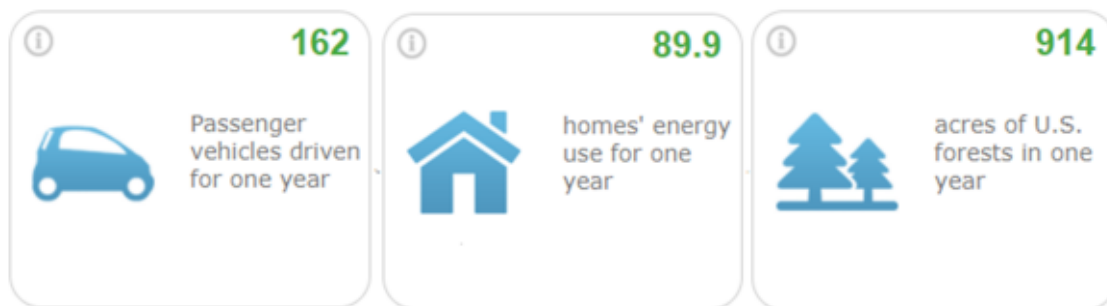 162
Passenger
vehicles driven
for one year
89.9
homes' energy
use for one
year
914
acres of U.S.
forests in one
year